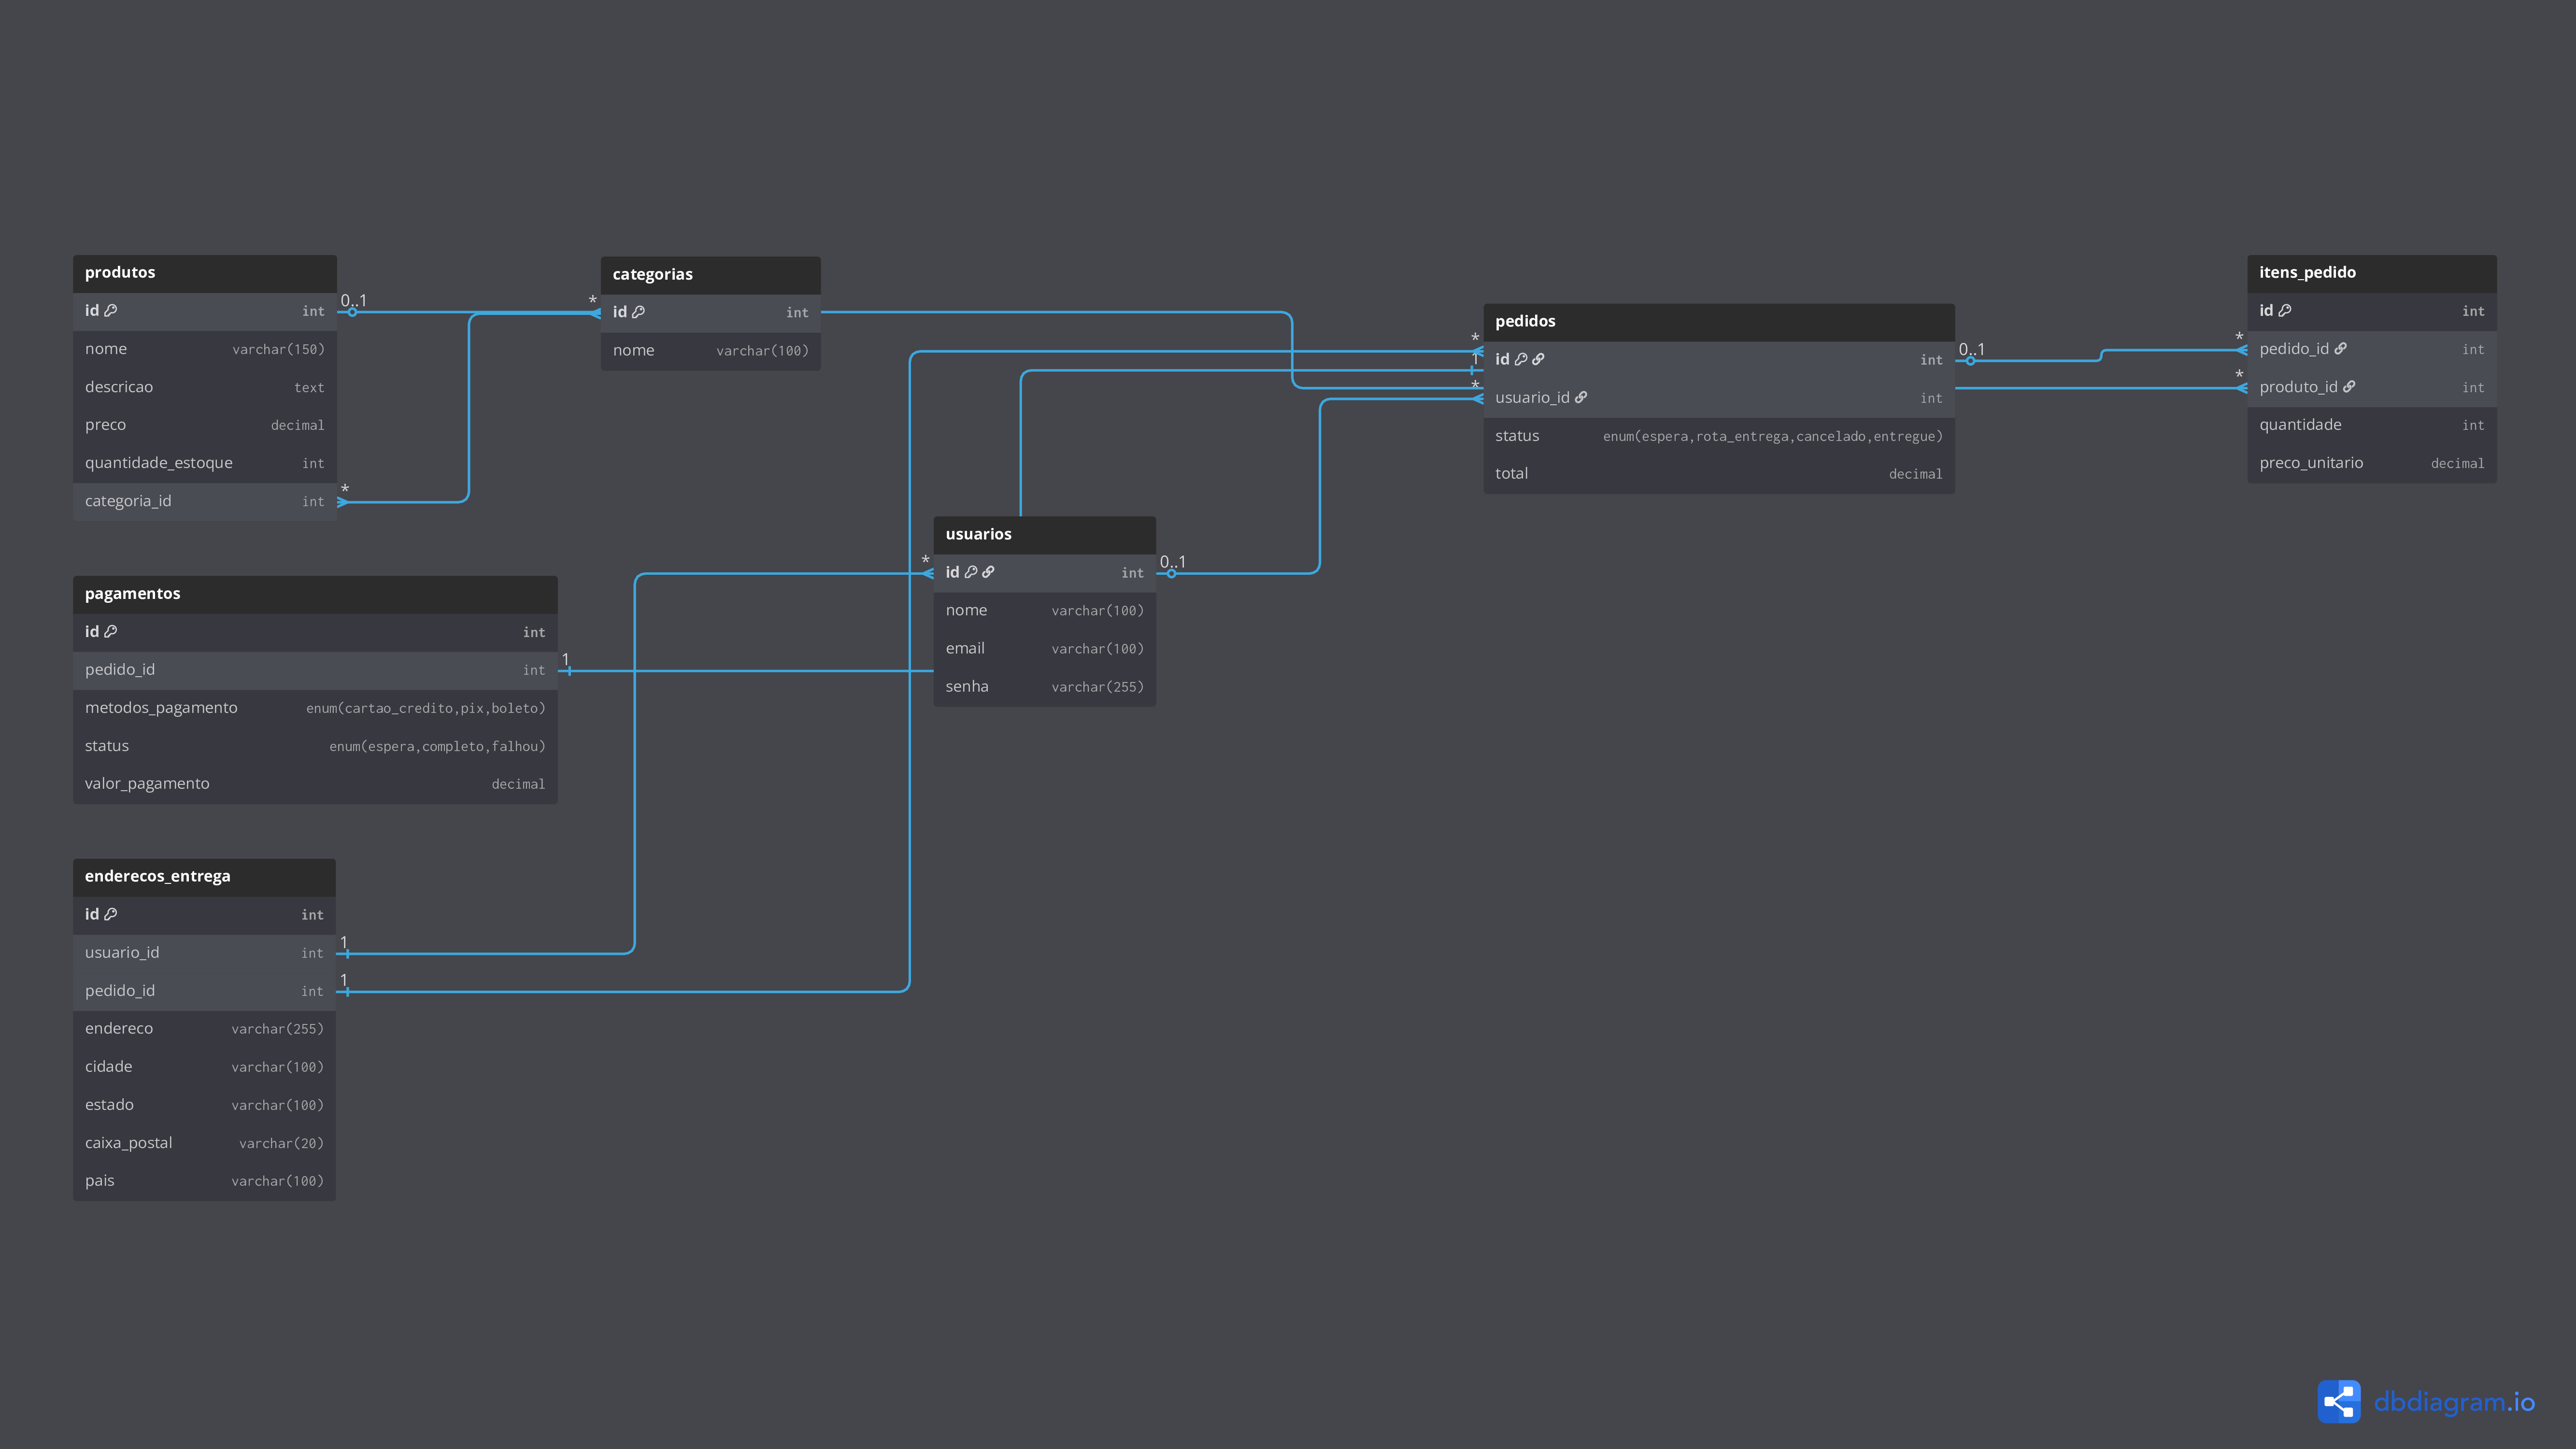 produtos
id int
nome varchar(150)
descricao text
preco decimal
quantidade_estoque int
categoria_id int
0..1
*
*
categorias
id int
nome varchar(100)
pedidos
id int
usuario_id int
status enum(espera,rota_entrega,cancelado,entregue)
total decimal
*
1
*
0..1
*
*
itens_pedido
id int
pedido_id int
produto_id int
quantidade int
preco_unitario decimal
usuarios
id int
nome varchar(100)
email varchar(100)
senha varchar(255)
*
0..1
pagamentos
id int
pedido_id int
metodos_pagamento enum(cartao_credito,pix,boleto)
status enum(espera,completo,falhou)
valor_pagamento decimal
1
enderecos_entrega
id int
usuario_id int
pedido_id int
endereco varchar(255)
cidade varchar(100)
estado varchar(100)
caixa_postal varchar(20)
pais varchar(100)
1
1
dbdiagram.io